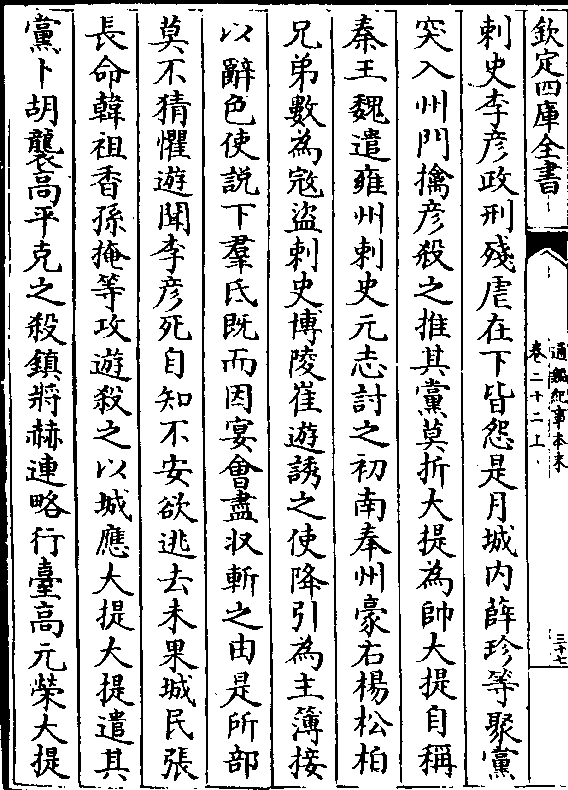 欽定四庫全書
通鑑紀事本末
卷二十二上
三十七
刺史李彦政刑殘虐在下皆怨是月城内薛珍等聚黨
突入州門擒彦殺之推其黨莫折大提為帥大提自稱
秦王魏遣雍州刺史元志討之初南秦州豪右楊松柏
兄弟數為寇盜刺史博陵崔遊誘之使降引為主簿接
以辭色使説下羣氐既而因宴會盡収斬之由是所部
莫不猜懼遊聞李彦死自知不安欲逃去未果城民張
長命韓祖香孫掩等攻遊殺之以城應大提大提遣其
黨卜胡襲高平克之殺鎮將赫連略行臺高元榮大提